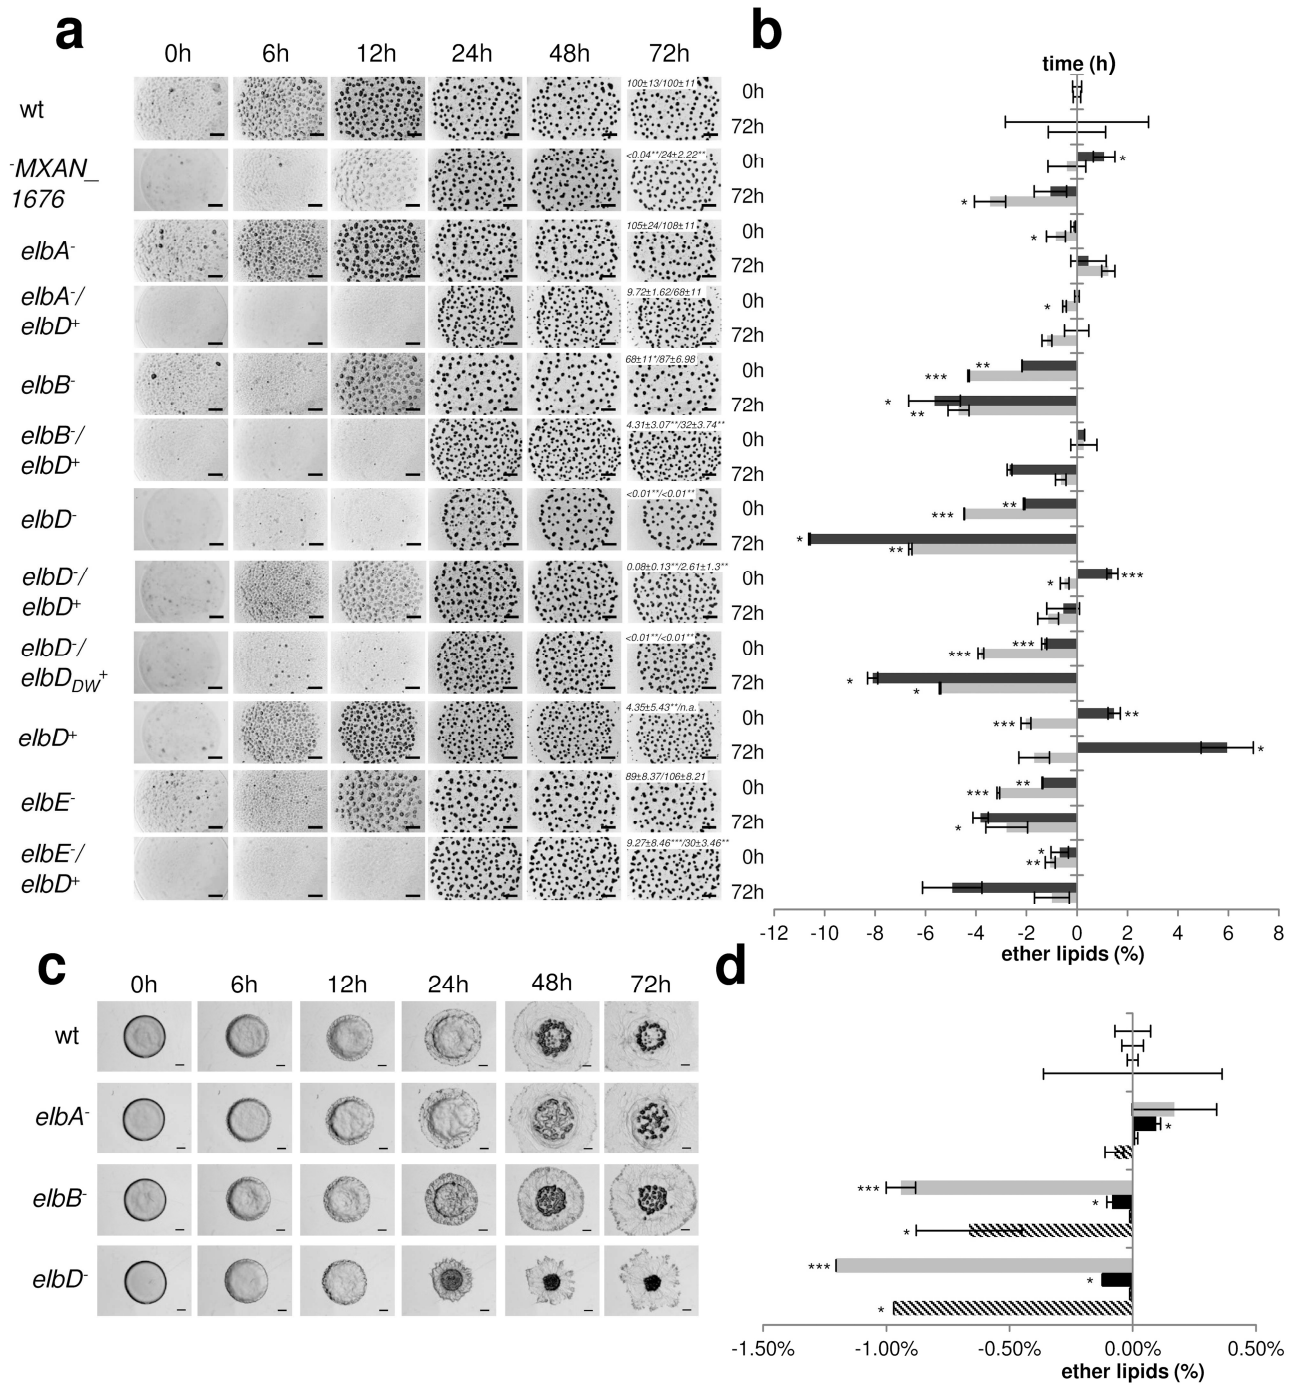 a
0h 6h 12h 24h 48h 72h
wt
100±13/100±11
-MXAN_
1676
<0.04**/24±2.22**
elbA-
105±24/108±11
elbA-/
elbD+
9.72±1.62/68±11
elbB-
68±11*/87±6.98
elbB-/
elbD+
4.31±3.07**/32±3.74**
elbD-
<0.01**/<0.01**
elbD-/
elbD+
0.08±0.13**/2.61±1.3**
elbD-/
elbDDW+
<0.01**/<0.01**
elbD+
4.35±5.43**/n.a.
elbE-
89±8.37/106±8.21
elbE-/
elbD+
9.27±8.46***/30±3.46**
b
time (h)
0h
72h
0h *
72h *
0h *
72h
0h *
72h
0h ** ***
72h * **
0h
72h
0h ** ***
72h * **
0h * ***
72h
0h *** ***
72h * *
0h *** **
72h *
0h ** ***
72h *
0h * **
72h
-12 -10 -8 -6 -4 -2 0 2 4 6 8
ether lipids (%)
c
0h 6h 12h 24h 48h 72h
wt
elbA-
elbB-
elbD-
d
*
***
*
*
***
*
*
-1.50% -1.00% -0.50% 0.00% 0.50%
ether lipids (%)